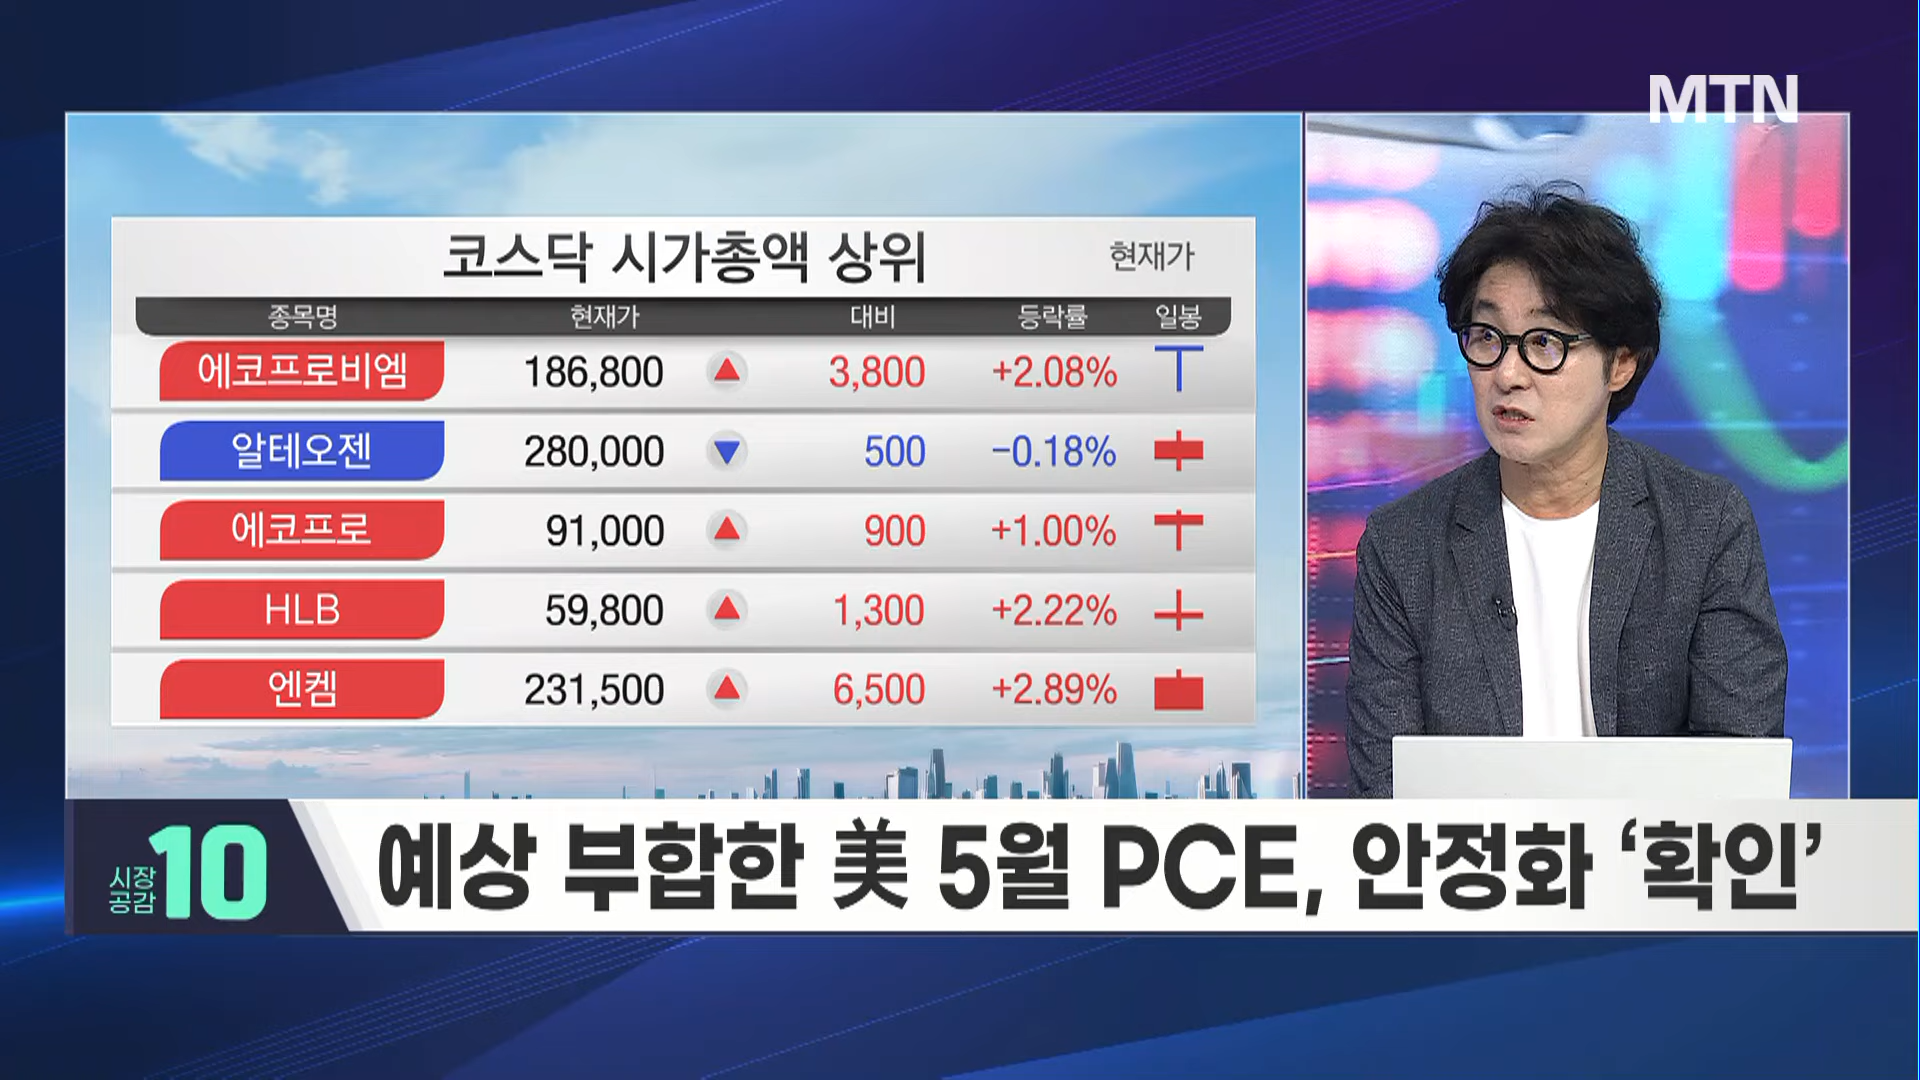 MTN
코스닥 시가총액 상위 현재가
종목명 현재가 대비 등락률 일봉
에코프로비엠 186,800 ▲ 3,800 +2.08%
알테오젠 280,000 ▼ 500 -0.18%
에코프로 91,000 ▲ 900 +1.00%
HLB 59,800 ▲ 1,300 +2.22%
엔켐 231,500 ▲ 6,500 +2.89%
시장공감10
예상 부합한 美 5월 PCE, 안정화 ‘확인’